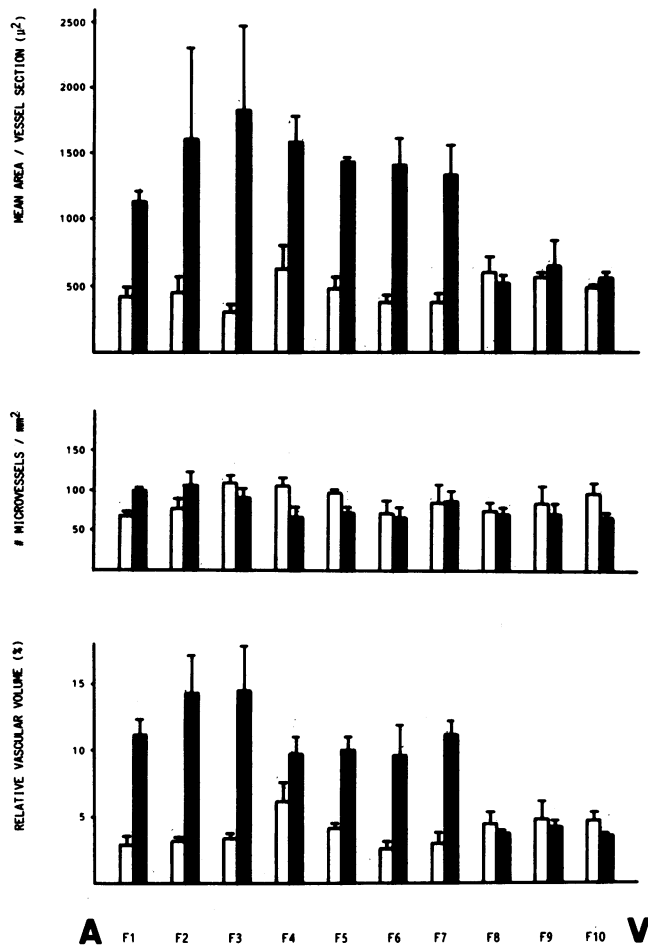 MEAN AREA / VESSEL SECTION (μ²)
2500
2000
1500
1000
500
# MICROVESSELS / mm²
150
100
50
RELATIVE VASCULAR VOLUME (%)
15
10
5
A F1 F2 F3 F4 F5 F6 F7 F8 F9 F10 V